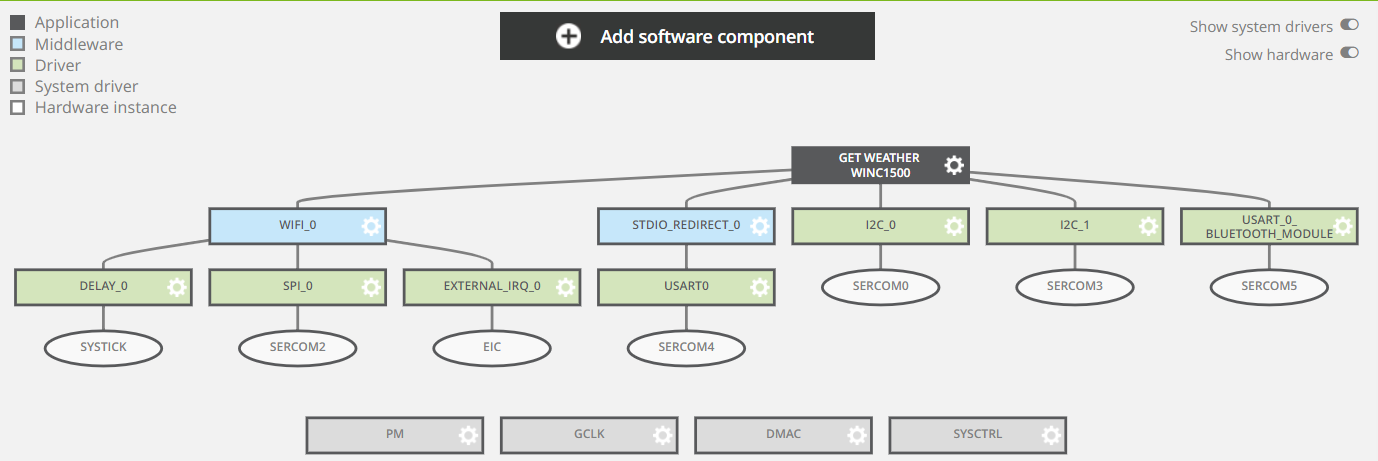 Application
Middleware
Driver
System driver
Hardware instance
Add software component
Show system drivers
Show hardware
GET WEATHER
WINC1500
WIFI_0
STDIO_REDIRECT_0
I2C_0
I2C_1
USART_0_
BLUETOOTH_MODULE
DELAY_0
SPI_0
EXTERNAL_IRQ_0
USART0
SERCOM0
SERCOM3
SERCOM5
SYSTICK
SERCOM2
EIC
SERCOM4
PM
GCLK
DMAC
SYSCTRL